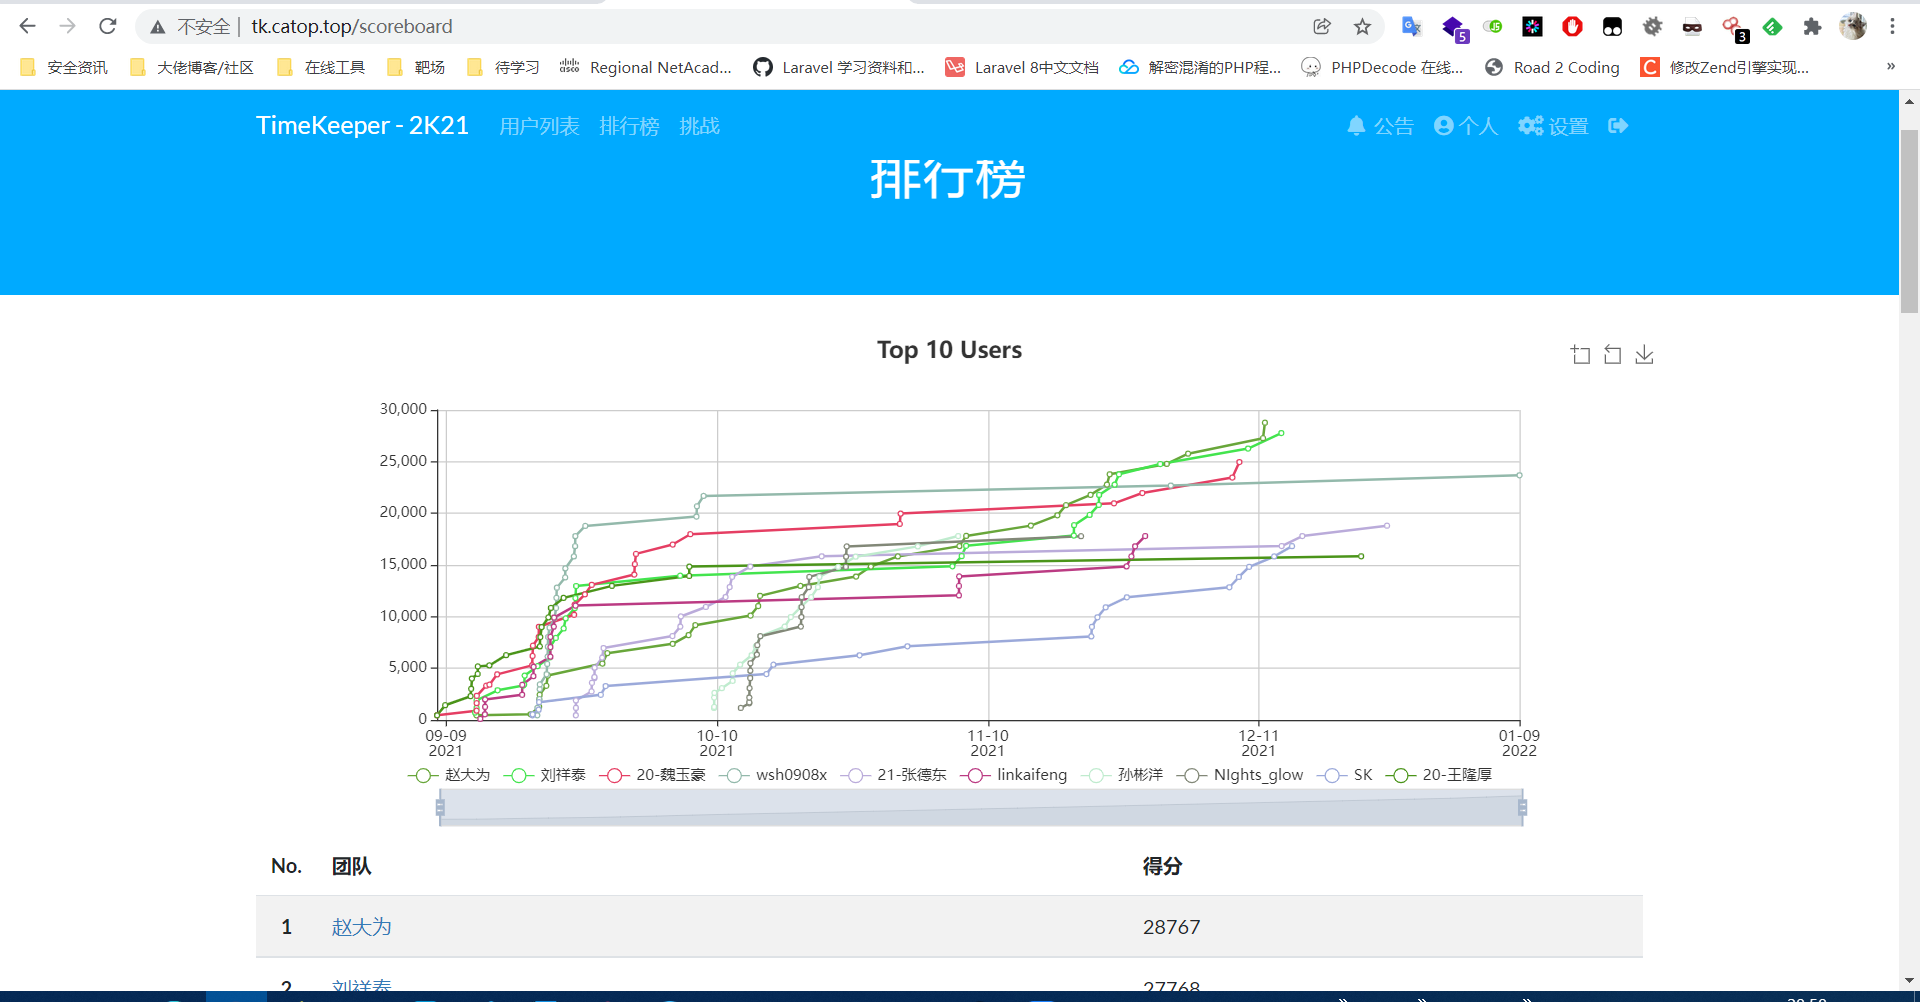 不安全 | tk.catop.top/scoreboard
5
3
安全资讯 大佬博客/社区 在线工具 靶场 待学习 Regional NetAcad... Laravel 学习资料和... Laravel 8中文文档 解密混淆的PHP程... PHPDecode 在线... Road 2 Coding 修改Zend引擎实现... »
TimeKeeper - 2K21 用户列表 排行榜 挑战 公告 个人 设置
排行榜
Top 10 Users
30,000
25,000
20,000
15,000
10,000
5,000
0
09-09 10-10 11-10 12-11 01-09
2021 2021 2021 2021 2022
赵大为 刘祥泰 20-魏玉豪 wsh0908x 21-张德东 linkaifeng 孙彬洋 NIghts_glow SK 20-王隆厚
No. 团队 得分
1 赵大为 28767
2 刘祥泰 27768